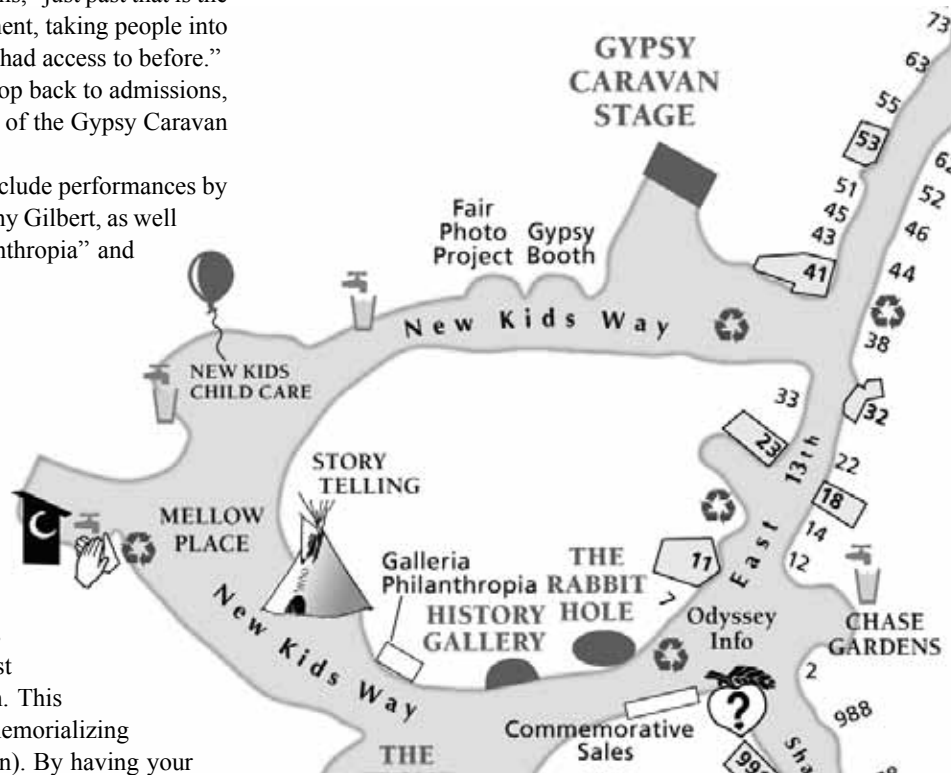 ns, "Just past that is the
ment, taking people into
had access to before."
op back to admissions,
of the Gypsy Caravan
clude performances by
ny Gilbert, as well
nthropia" and
st
n. This
emorializing
n). By having your
GYPSY
CARAVAN
STAGE
Fair
Photo
Project
Gypsy
Booth
New Kids Way
NEW KIDS
CHILD CARE
STORY
TELLING
MELLOW
PLACE
New Kids Way
Galleria
Philanthropia
HISTORY
GALLERY
THE
RABBIT
HOLE
Odyssey
Info
?
Commemorative
Sales
CHASE
GARDENS
THE
East 13th
73
63
55
53
51
45
43
41
62
52
46
44
38
33
32
23
22
18
14
12
11
7
2
988
99
Sha